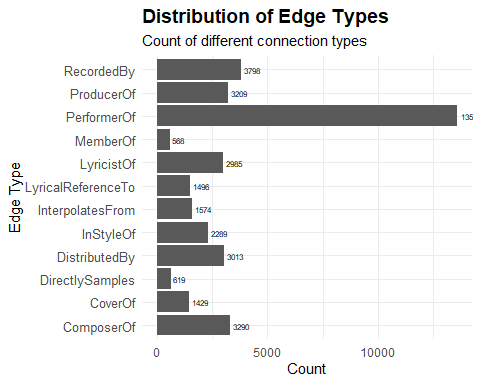 Distribution of Edge Types
Count of different connection types
Edge Type
RecordedBy 3798
ProducerOf 3209
PerformerOf 135
MemberOf 568
LyricistOf 2985
LyricalReferenceTo 1496
InterpolatesFrom 1574
InStyleOf 2289
DistributedBy 3013
DirectlySamples 619
CoverOf 1429
ComposerOf 3290
0 5000 10000
Count